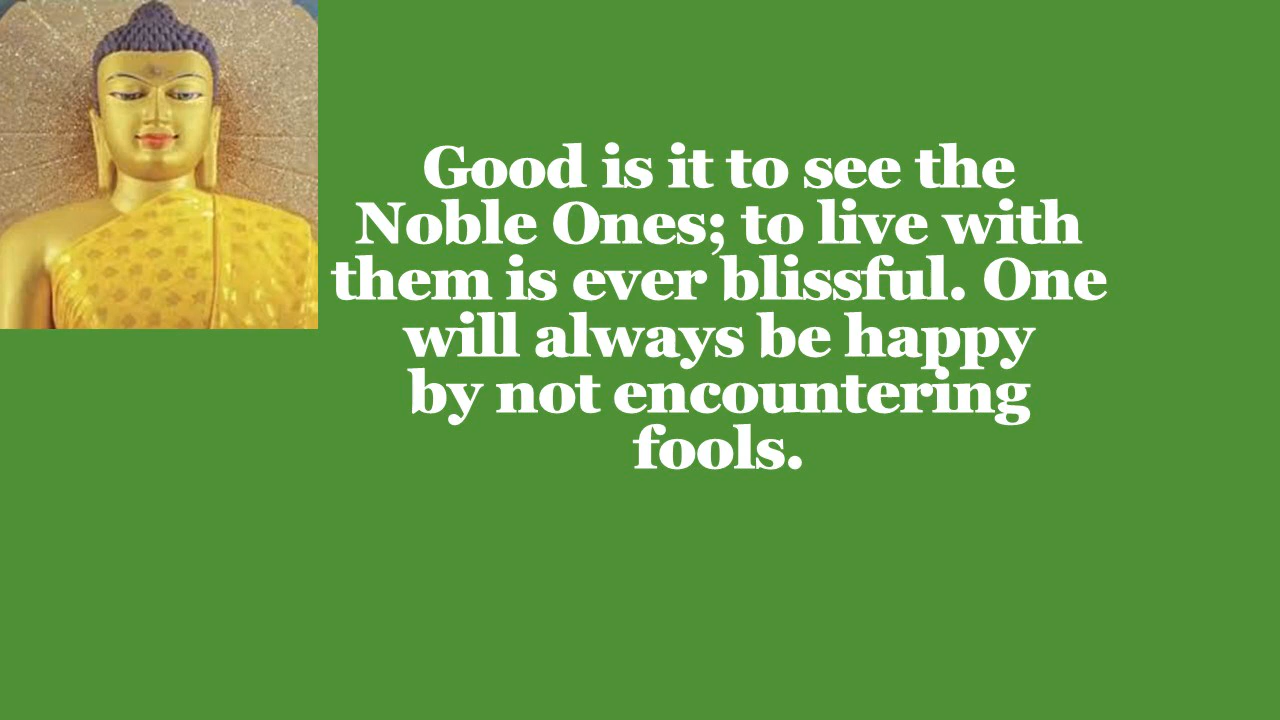 Good is it to see the
Noble Ones; to live with
them is ever blissful. One
will always be happy
by not encountering
fools.